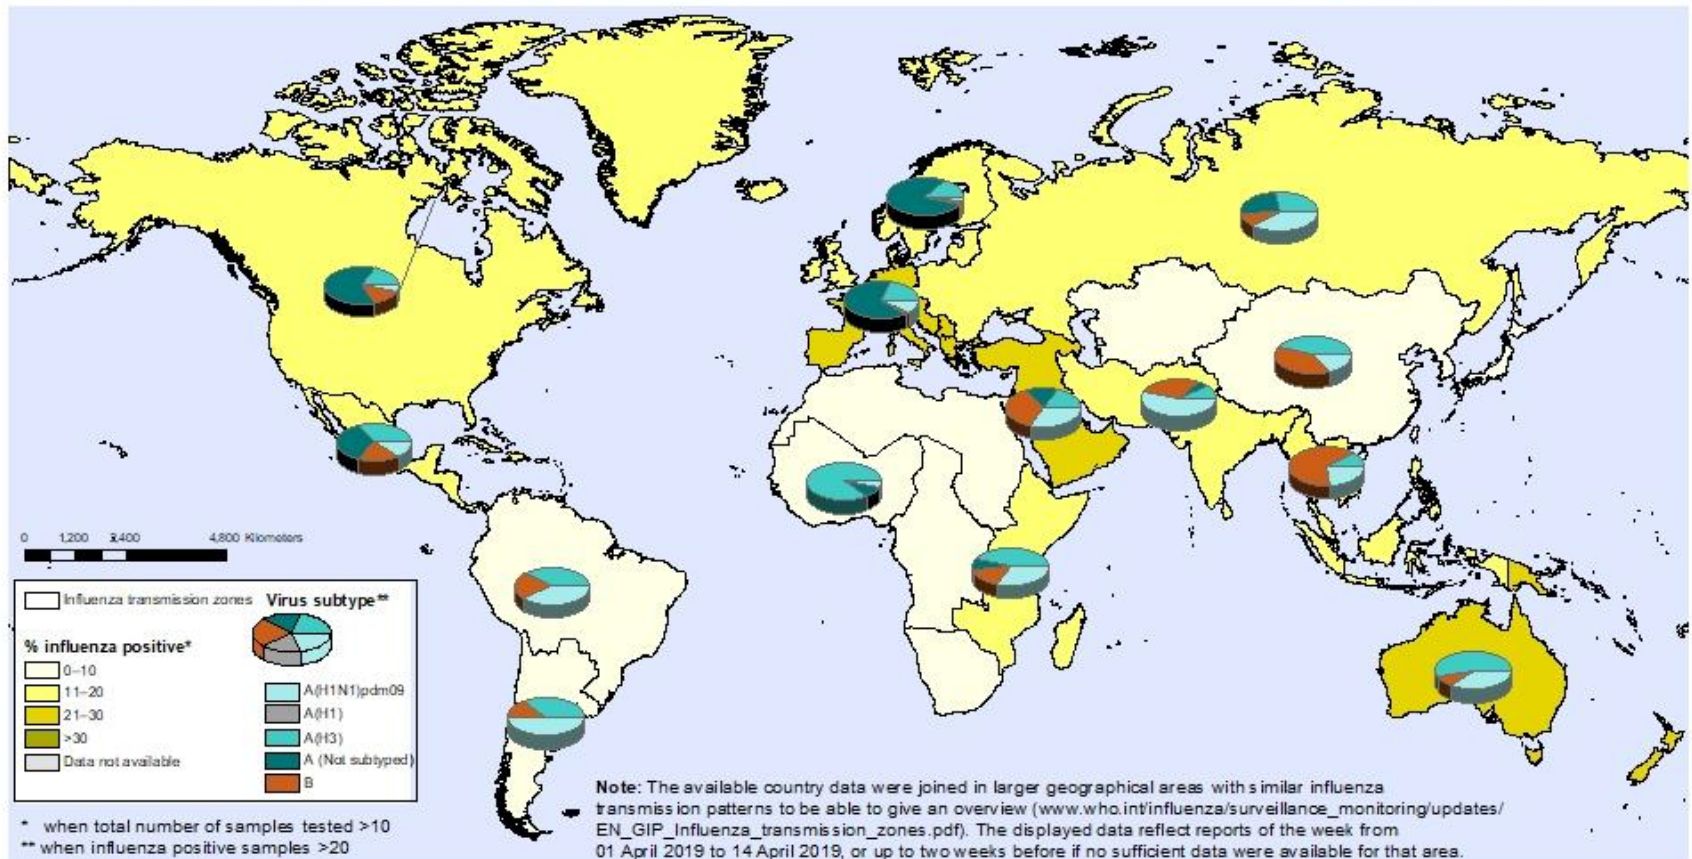 0 1,200 2,400 4,800 Kilometers
Influenza transmission zones
% influenza positive*
0–10
11–20
21–30
>30
Data not available
Virus subtype**
A(H1N1)pdm09
A(H1)
A(H3)
A (Not subtyped)
B
* when total number of samples tested >10
** when influenza positive samples >20
Note: The available country data were joined in larger geographical areas with similar influenza
transmission patterns to be able to give an overview (www.who.int/influenza/surveillance_monitoring/updates/
EN_GIP_Influenza_transmission_zones.pdf). The displayed data reflect reports of the week from
01 April 2019 to 14 April 2019, or up to two weeks before if no sufficient data were available for that area.